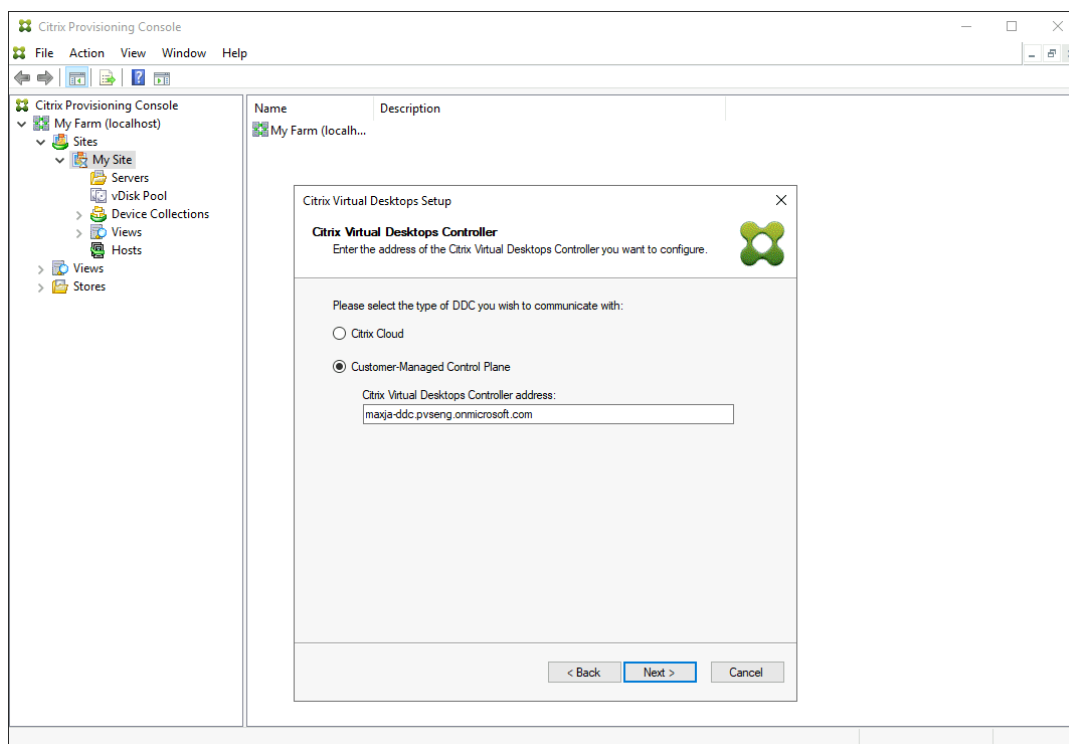 Citrix Provisioning Console
File Action View Window Help
Citrix Provisioning Console
My Farm (localhost)
Sites
My Site
Servers
vDisk Pool
Device Collections
Views
Hosts
Views
Stores
Name Description
My Farm (localh...
Citrix Virtual Desktops Setup
Citrix Virtual Desktops Controller
Enter the address of the Citrix Virtual Desktops Controller you want to configure.
Please select the type of DDC you wish to communicate with:
Citrix Cloud
Customer-Managed Control Plane
Citrix Virtual Desktops Controller address:
maxja-ddc.pvseng.onmicrosoft.com
< Back Next > Cancel